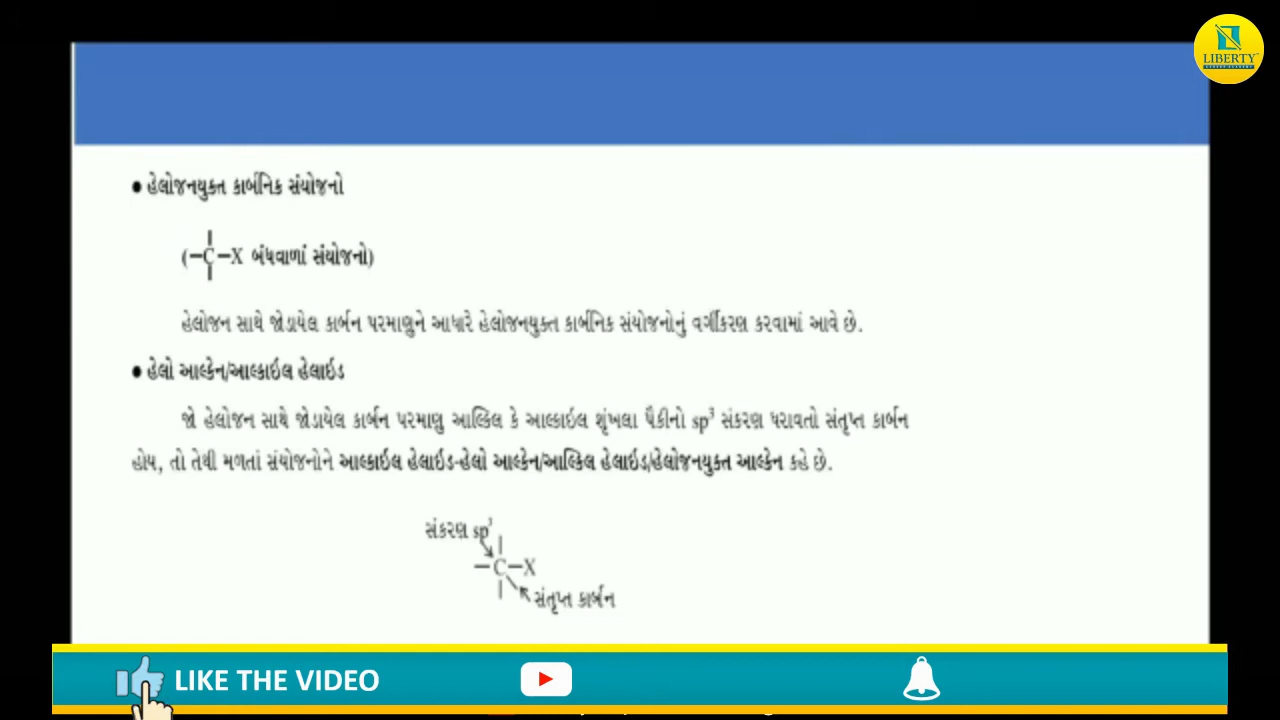 LIBERTY
• હેલોજનયુક્ત કાર્બનિક સંયોજનો
(–C–X બંધવાળાં સંયોજનો)
હેલોજન સાથે જોડાયેલ કાર્બન પરમાણુને આધારે હેલોજનયુક્ત કાર્બનિક સંયોજનોનું વર્ગીકરણ કરવામાં આવે છે.
• હેલો આલ્કેન/આલ્કાઇલ હેલાઇડ
જો હેલોજન સાથે જોડાયેલ કાર્બન પરમાણુ આલ્કિલ કે આલ્કાઇલ શૃંખલા પૈકીનો sp³ સંકરણ ધરાવતો સંતૃપ્ત કાર્બન
હોય, તો તેથી મળતાં સંયોજનોને આલ્કાઇલ હેલાઇડ-હેલો આલ્કેન/આલ્કિલ હેલાઇડ/હેલોજનયુક્ત આલ્કેન કહે છે.
સંકરણ sp³
–C–X
સંતૃપ્ત કાર્બન
LIKE THE VIDEO